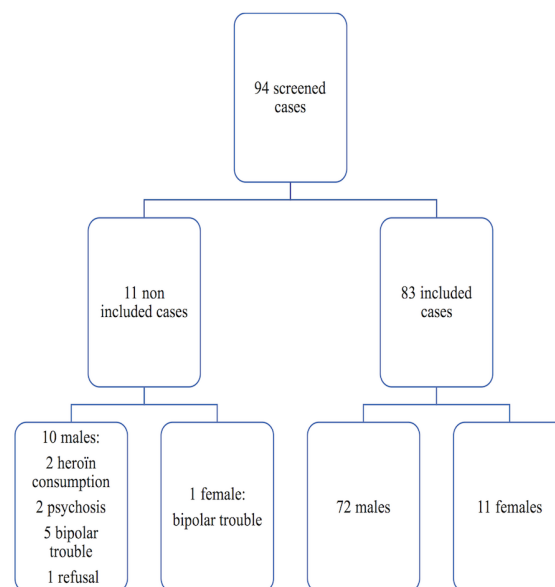 94 screened
cases
11 non
included cases
83 included
cases
10 males:
2 heroïn
consumption
2 psychosis
5 bipolar
trouble
1 refusal
1 female:
bipolar trouble
72 males
11 females